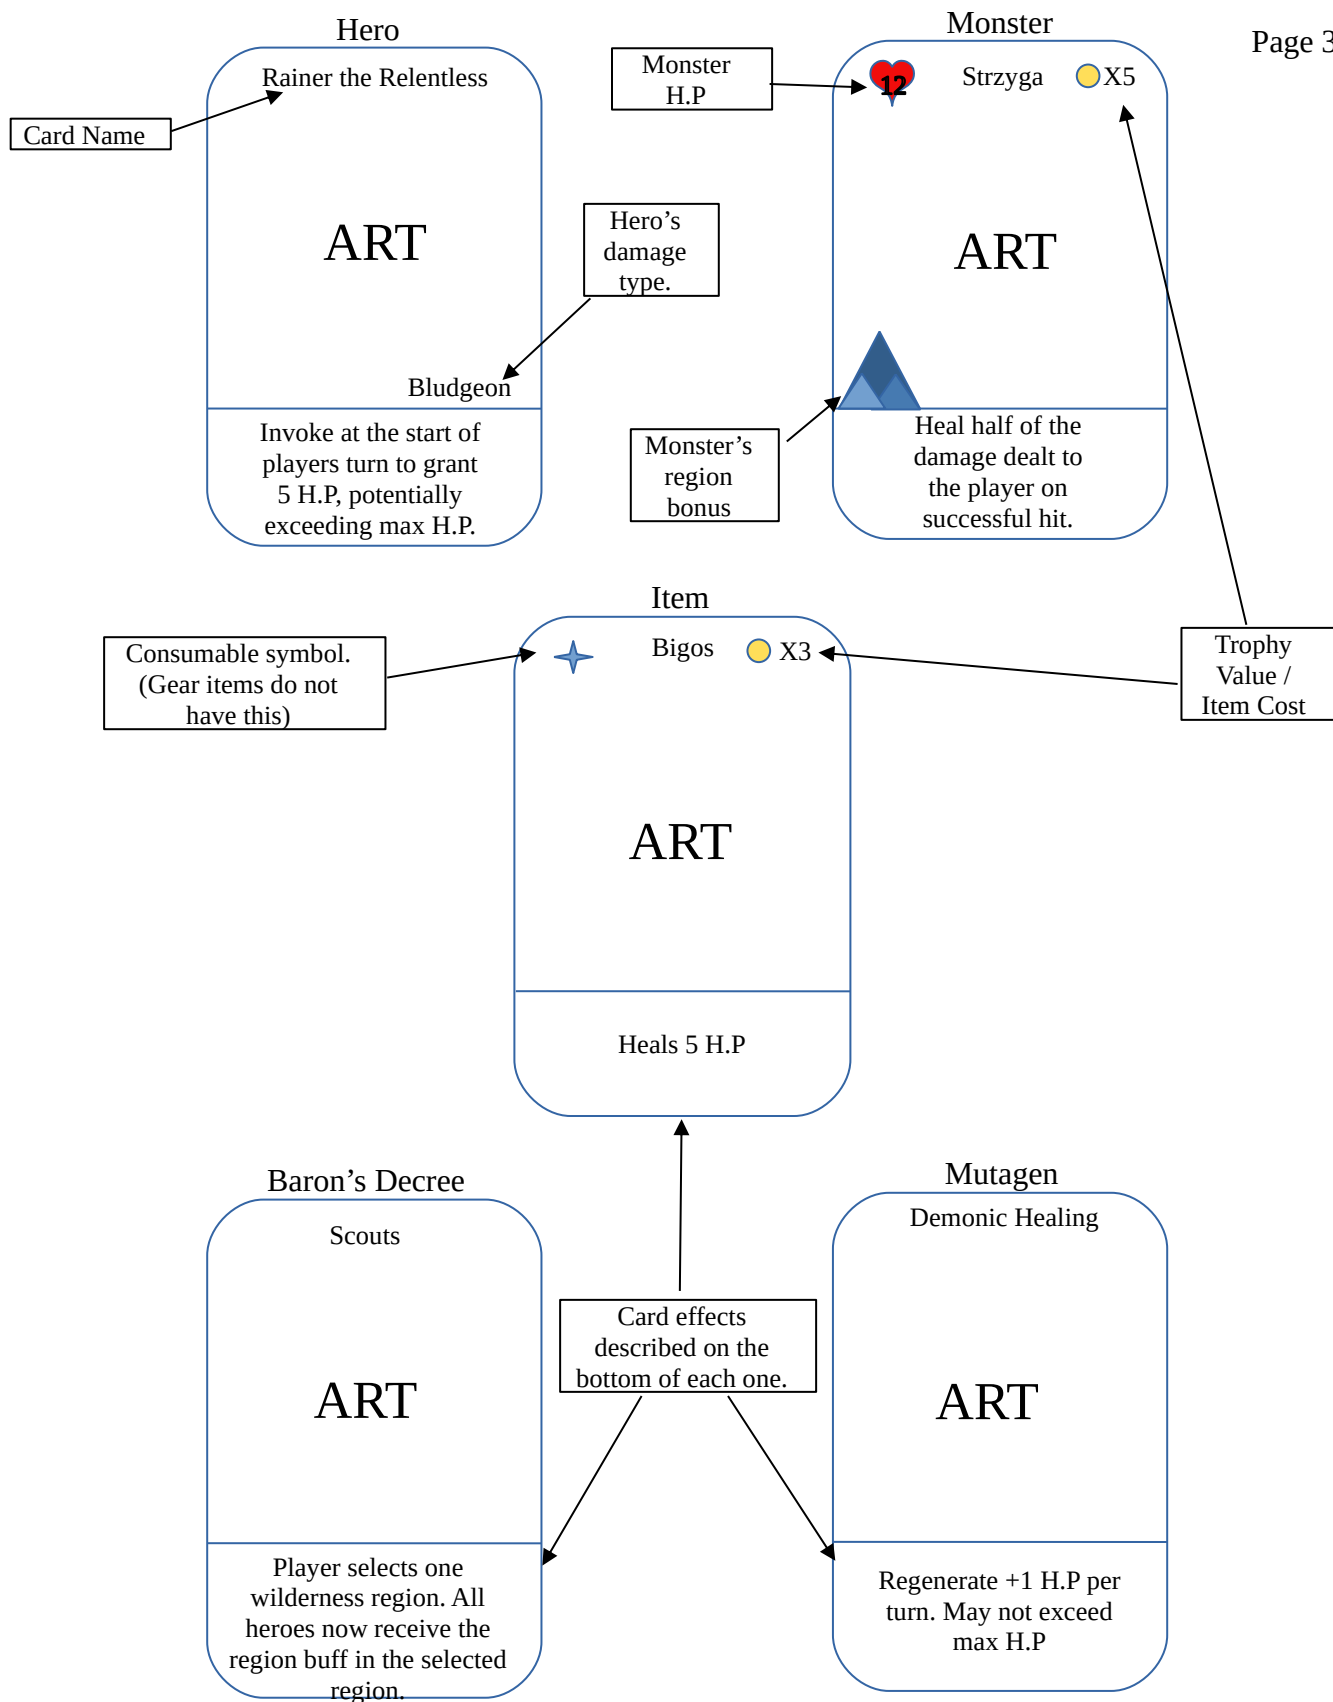 Page 3
Hero
Rainer the Relentless
Card Name
ART
Hero’s
damage
type.
Bludgeon
Invoke at the start of
players turn to grant
5 H.P, potentially
exceeding max H.P.
Monster
Monster
H.P
12
Strzyga
X5
ART
Monster’s
region
bonus
Heal half of the
damage dealt to
the player on
successful hit.
Item
Consumable symbol.
(Gear items do not
have this)
Bigos
X3
Trophy
Value /
Item Cost
ART
Heals 5 H.P
Baron’s Decree
Scouts
ART
Card effects
described on the
bottom of each one.
Player selects one
wilderness region. All
heroes now receive the
region buff in the selected
region.
Mutagen
Demonic Healing
ART
Regenerate +1 H.P per
turn. May not exceed
max H.P